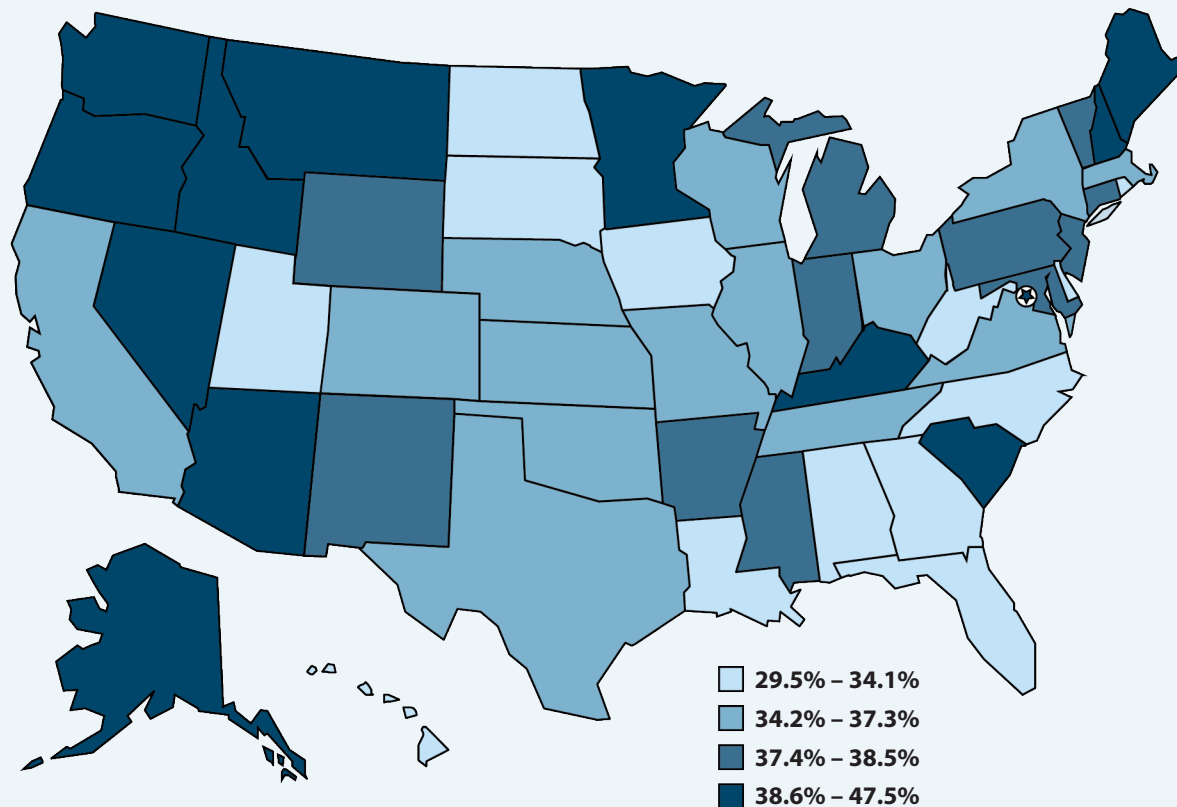 29.5% – 34.1%
34.2% – 37.3%
37.4% – 38.5%
38.6% – 47.5%